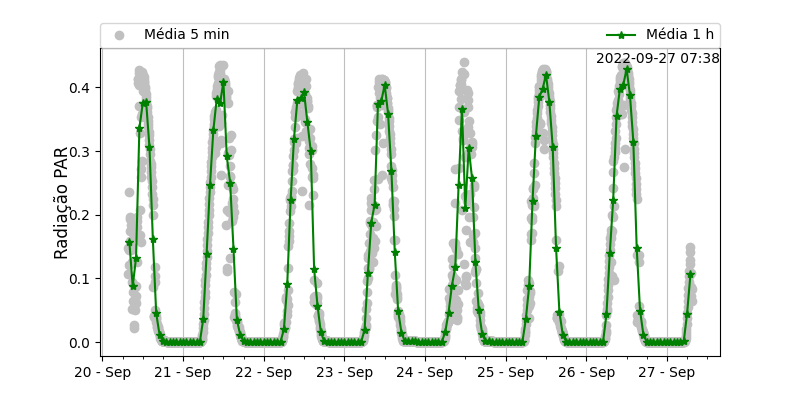 Média 5 min
Média 1 h
2022-09-27 07:38
Radiação PAR
0.4
0.3
0.2
0.1
0.0
20 - Sep
21 - Sep
22 - Sep
23 - Sep
24 - Sep
25 - Sep
26 - Sep
27 - Sep